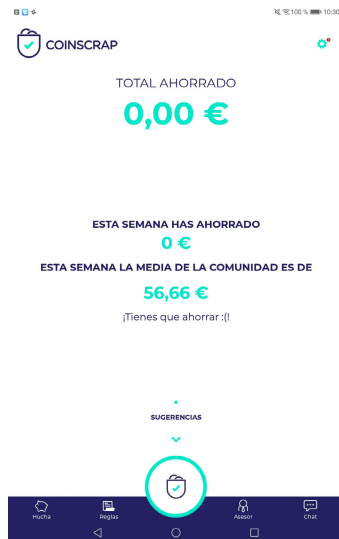 100 % 10:30
COINSCRAP
TOTAL AHORRADO
0,00 €
ESTA SEMANA HAS AHORRADO
0 €
ESTA SEMANA LA MEDIA DE LA COMUNIDAD ES DE
56,66 €
¡Tienes que ahorrar :(!
SUGERENCIAS
Hucha Reglas Asesor Chat